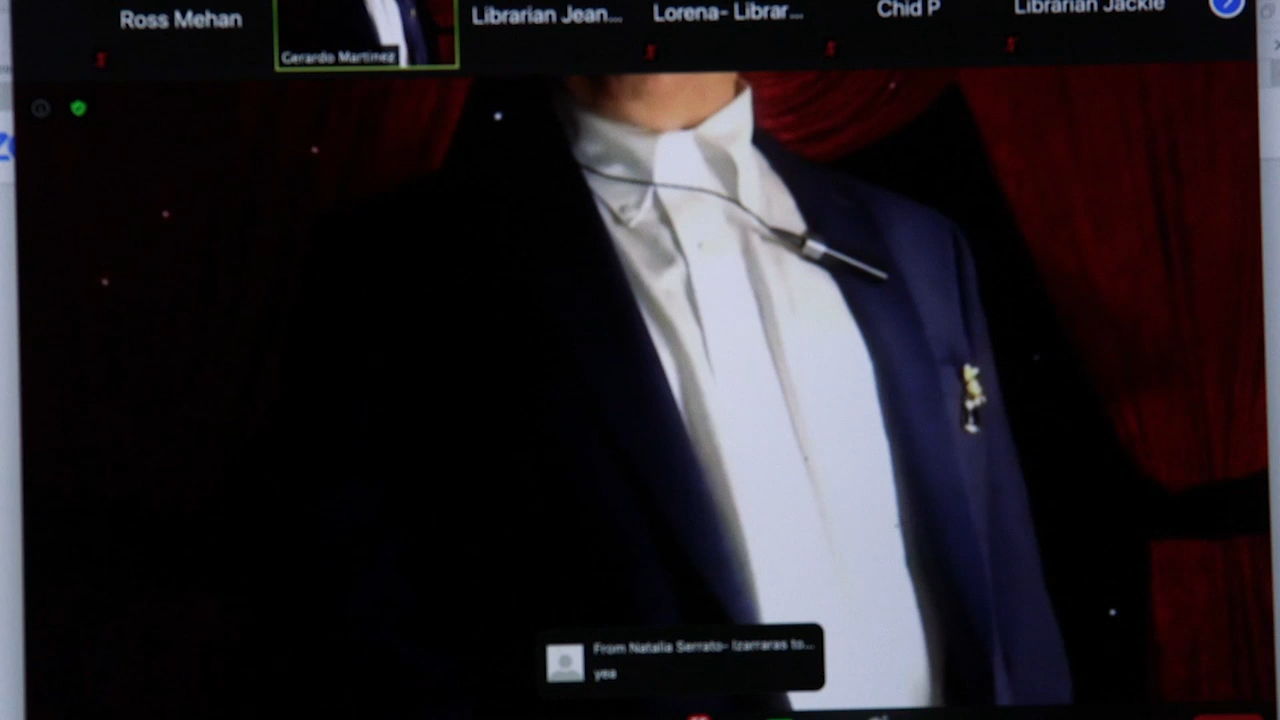 Ross Mehan
Gerardo Martinez
Librarian Jean...
Lorena- Librar...
Chid P
Librarian Jackie
From Natalia Serrato- Izarraras to...
yea